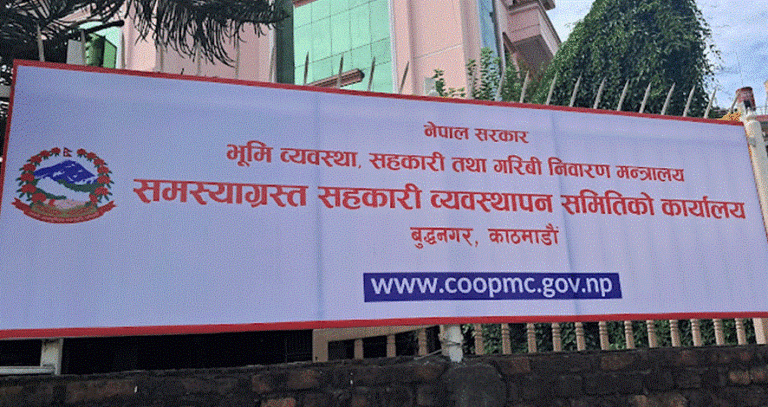 नेपाल सरकार
भूमि व्यवस्था, सहकारी तथा गरिबी निवारण मन्त्रालय
समस्याग्रस्त सहकारी व्यवस्थापन समितिको कार्यालय
बुद्धनगर, काठमाडौं
www.coopmc.gov.np